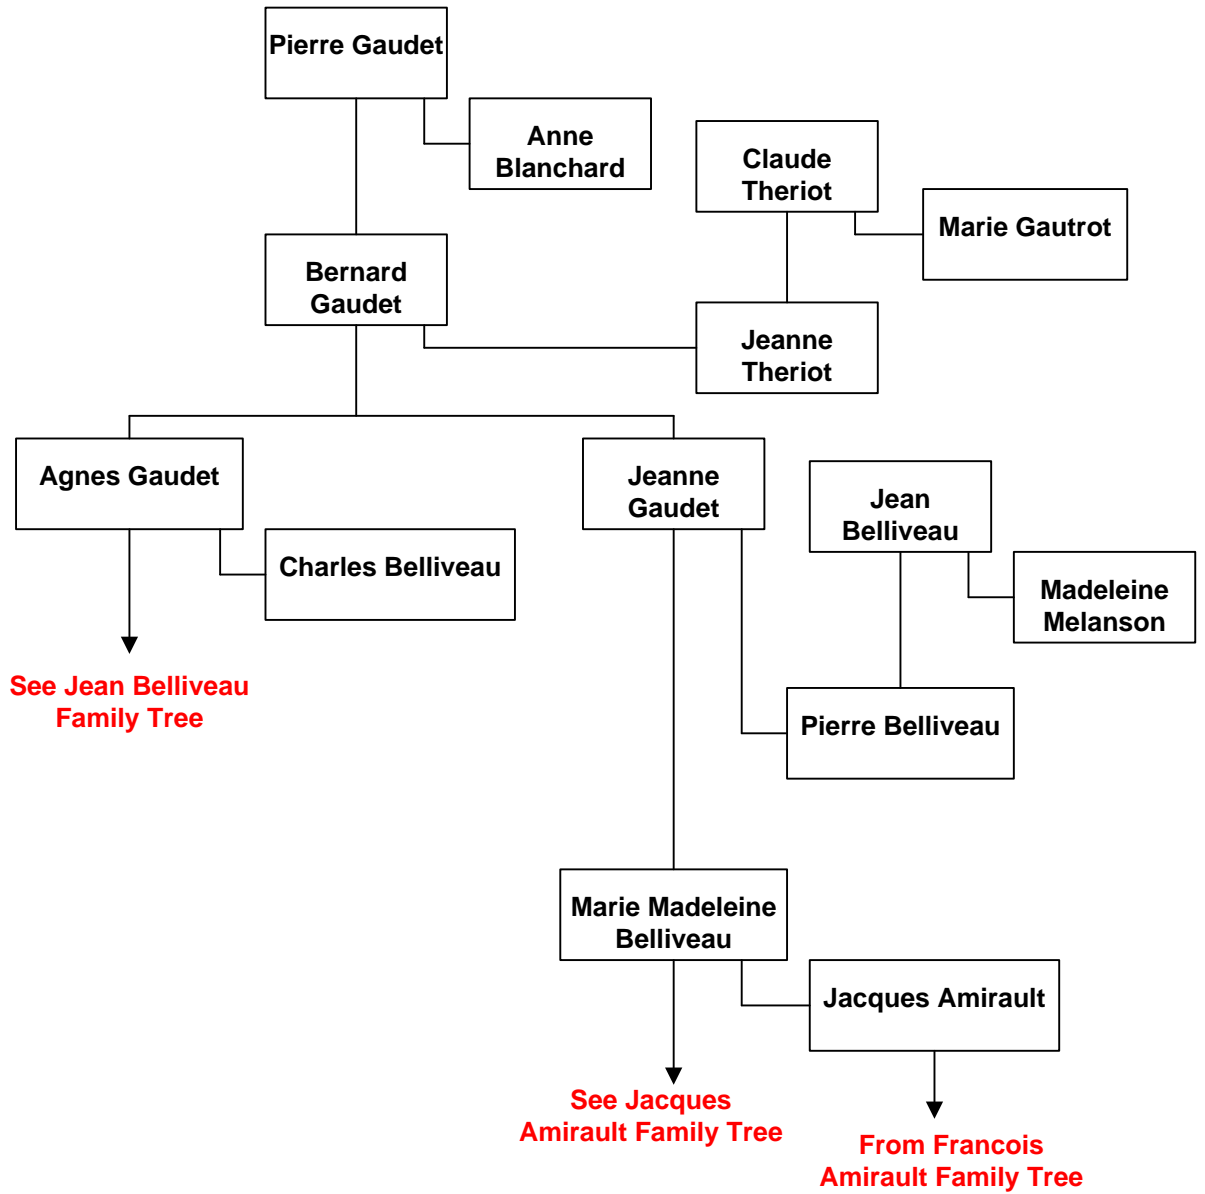 Pierre Gaudet
Anne
Blanchard
Claude
Theriot
Marie Gautrot
Bernard
Gaudet
Jeanne
Theriot
Agnes Gaudet
Jeanne
Gaudet
Jean
Belliveau
Charles Belliveau
Madeleine
Melanson
See Jean Belliveau
Family Tree
Pierre Belliveau
Marie Madeleine
Belliveau
Jacques Amirault
See Jacques
Amirault Family Tree
From Francois
Amirault Family Tree